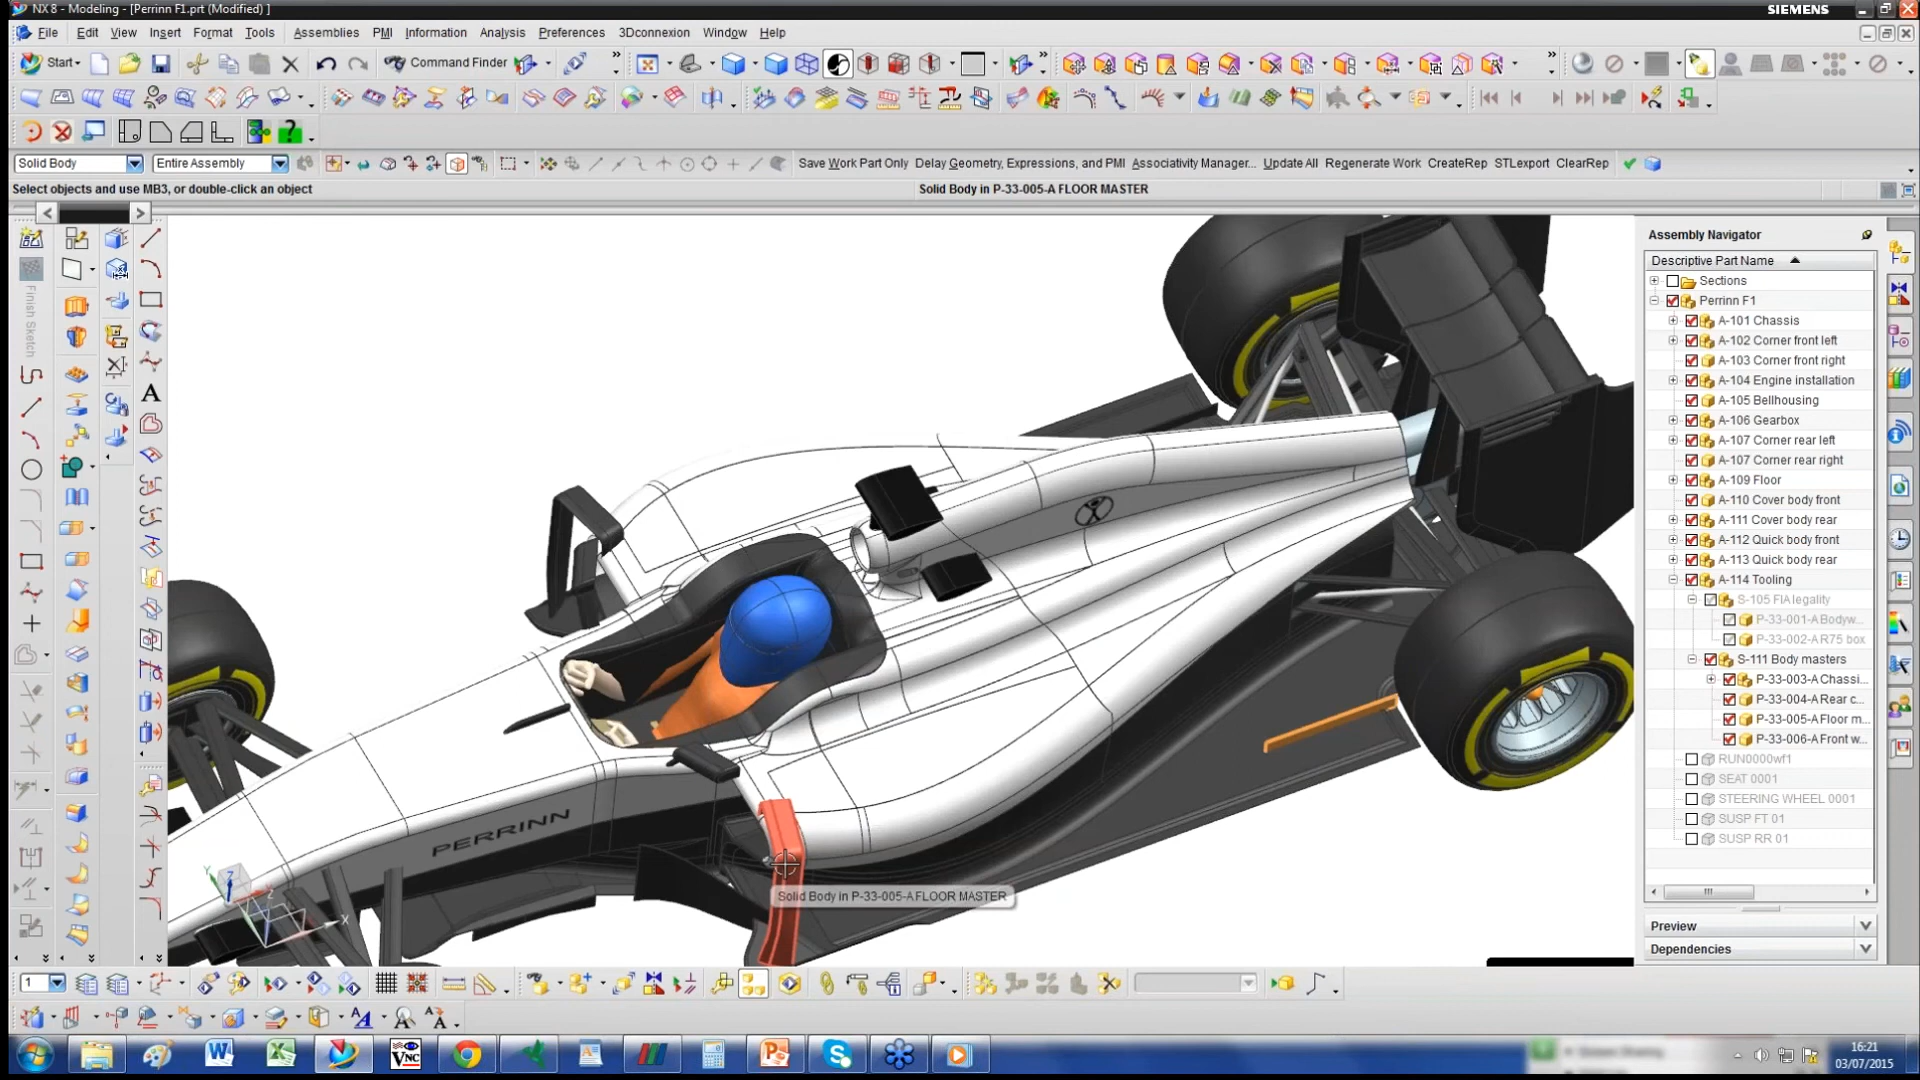 NX 8 - Modeling - [Perrinn F1.prt (Modified) ]
SIEMENS
File Edit View Insert Format Tools Assemblies PMI Information Analysis Preferences 3Dconnexion Window Help
Start Command Finder
Solid Body Entire Assembly Save Work Part Only Delay Geometry, Expressions, and PMI Associativity Manager... Update All Regenerate Work CreateRep STLexport ClearRep
Select objects and use MB3, or double-click an object
Solid Body in P-33-005-A FLOOR MASTER
Finish Sketch
A
PERRINN
Solid Body in P-33-005-A FLOOR MASTER
Z
Y
X
Assembly Navigator
Descriptive Part Name
Sections
Perrinn F1
A-101 Chassis
A-102 Corner front left
A-103 Corner front right
A-104 Engine installation
A-105 Bellhousing
A-106 Gearbox
A-107 Corner rear left
A-107 Corner rear right
A-109 Floor
A-110 Cover body front
A-111 Cover body rear
A-112 Quick body front
A-113 Quick body rear
A-114 Tooling
S-105 FIA legality
P-33-001-A Bodyw...
P-33-002-A R75 box
S-111 Body masters
P-33-003-A Chassi...
P-33-004-A Rear c...
P-33-005-A Floor m...
P-33-006-A Front w...
RUN0000wf1
SEAT 0001
STEERING WHEEL 0001
SUSP FT 01
SUSP RR 01
Preview
Dependencies
1
VNC
16:21
03/07/2015